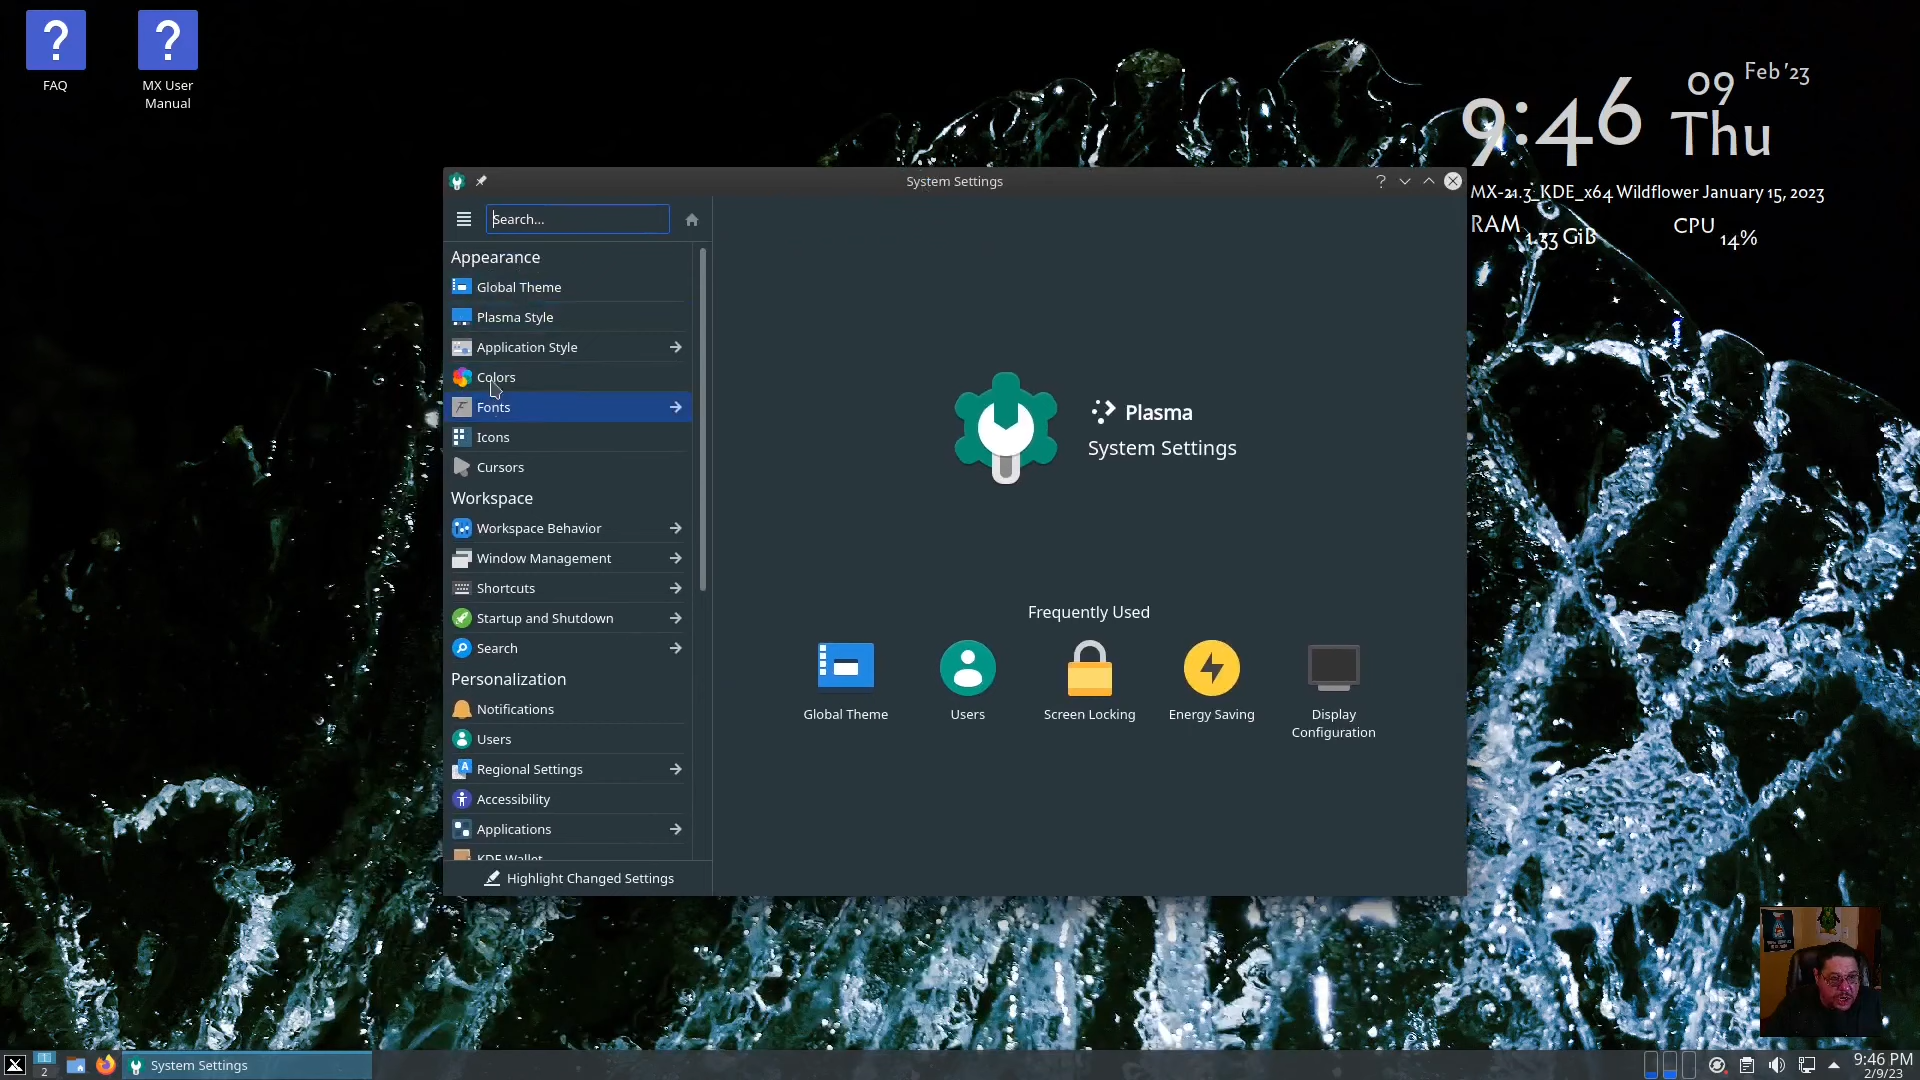 FAQ
MX User
Manual
9:46
09
Feb '23
Thu
MX-21.3_KDE_x64 Wildflower January 15, 2023
RAM 1.33 GiB
CPU 14%
System Settings
Search...
Appearance
Global Theme
Plasma Style
Application Style
Colors
Fonts
Icons
Cursors
Workspace
Workspace Behavior
Window Management
Shortcuts
Startup and Shutdown
Search
Personalization
Notifications
Users
Regional Settings
Accessibility
Applications
KDE Wallet
Highlight Changed Settings
Plasma
System Settings
Frequently Used
Global Theme
Users
Screen Locking
Energy Saving
Display
Configuration
1
2
System Settings
9:46 PM
2/9/23